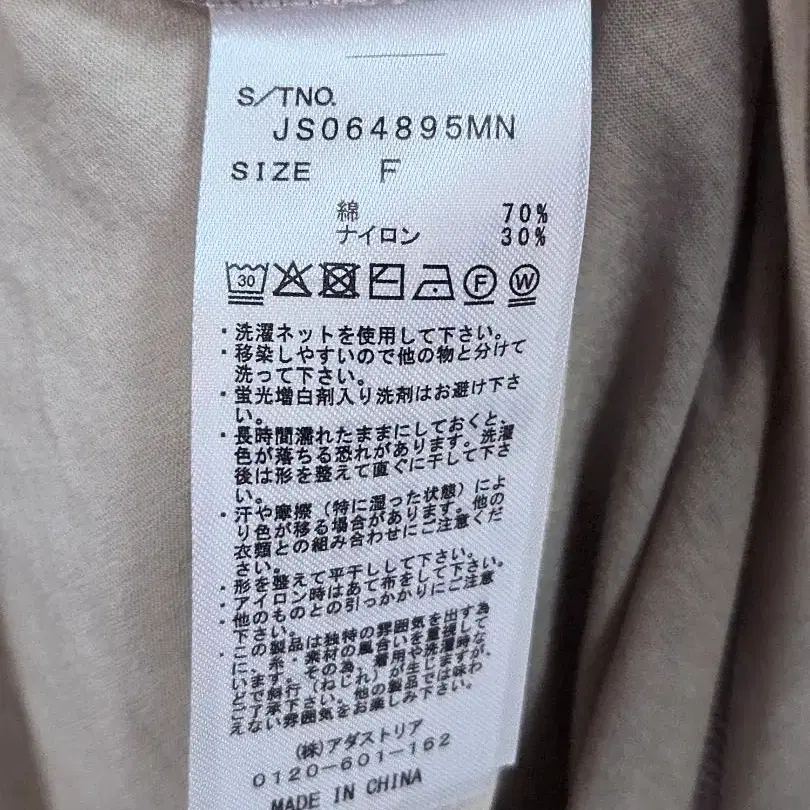 S/TNO.
JS064895MN
SIZE F
綿 70%
ナイロン 30%
30
F
W
・洗濯ネットを使用して下さい。
・移染しやすいので他の物と分けて
洗って下さい。
・蛍光増白剤入り洗剤はお避け下さ
い。
・長時間濡れたままにしておくと、
色が落ちる恐れがあります。洗濯
後は形を整えて直ぐに干して下さ
い。
・汗や摩擦（特に湿った状態）によ
り色が移る場合があります。他の
衣類との組み合わせにご注意くだ
さい。
・形を整えて平干しして下さい。
・アイロン時はあて布をして下さい。
・他のものとの引っかかりにご注意
下さい。
・この製品は独特の雰囲気を出す為
に、糸・素材の風合いを重視して
います。その為、着用や洗濯時な
どで斜行（ねじれ）が生じますが、
ご了承下さい。他の製品では味わ
えない雰囲気をお楽しみ下さい。
（株）アダストリア
0120-601-162
MADE IN CHINA